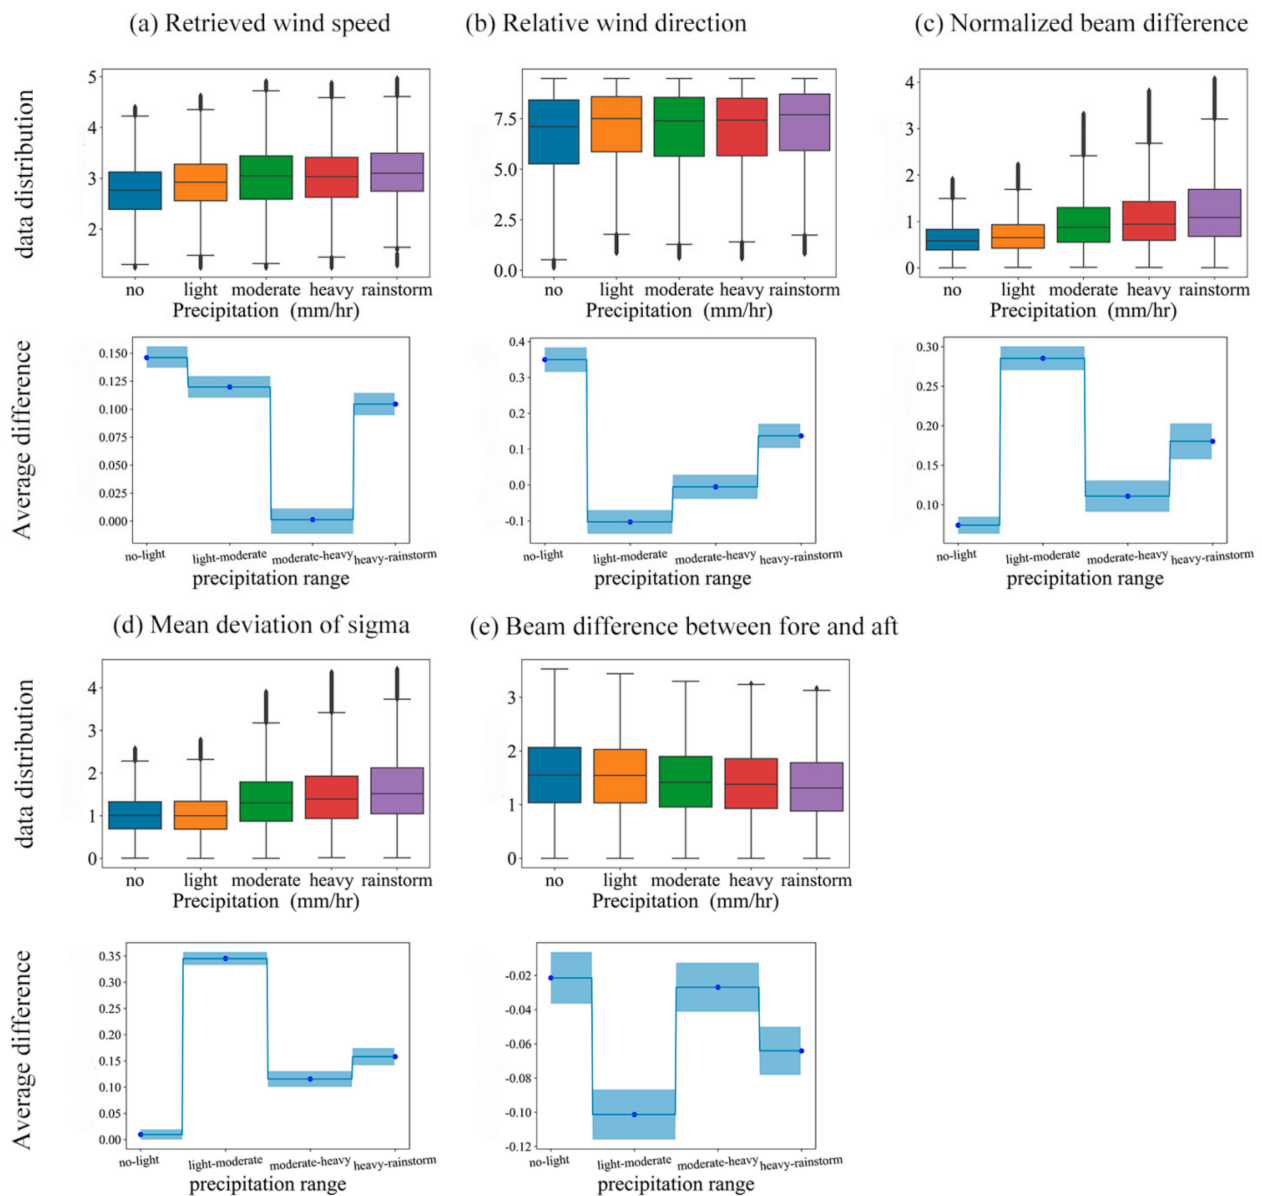 (a) Retrieved wind speed
(b) Relative wind direction
(c) Normalized beam difference
data distribution
5
4
3
2
no light moderate heavy rainstorm
Precipitation (mm/hr)
7.5
5.0
2.5
0.0
no light moderate heavy rainstorm
Precipitation (mm/hr)
4
3
2
1
0
no light moderate heavy rainstorm
Precipitation (mm/hr)
Average difference
0.150
0.125
0.100
0.075
0.050
0.025
0.000
no-light light-moderate moderate-heavy heavy-rainstorm
precipitation range
0.4
0.3
0.2
0.1
0.0
-0.1
no-light light-moderate moderate-heavy heavy-rainstorm
precipitation range
0.30
0.25
0.20
0.15
0.10
no-light light-moderate moderate-heavy heavy-rainstorm
precipitation range
(d) Mean deviation of sigma
(e) Beam difference between fore and aft
data distribution
4
3
2
1
0
no light moderate heavy rainstorm
Precipitation (mm/hr)
3
2
1
0
no light moderate heavy rainstorm
Precipitation (mm/hr)
Average difference
0.35
0.30
0.25
0.20
0.15
0.10
0.05
0.00
no-light light-moderate moderate-heavy heavy-rainstorm
precipitation range
-0.02
-0.04
-0.06
-0.08
-0.10
-0.12
no-light light-moderate moderate-heavy heavy-rainstorm
precipitation range